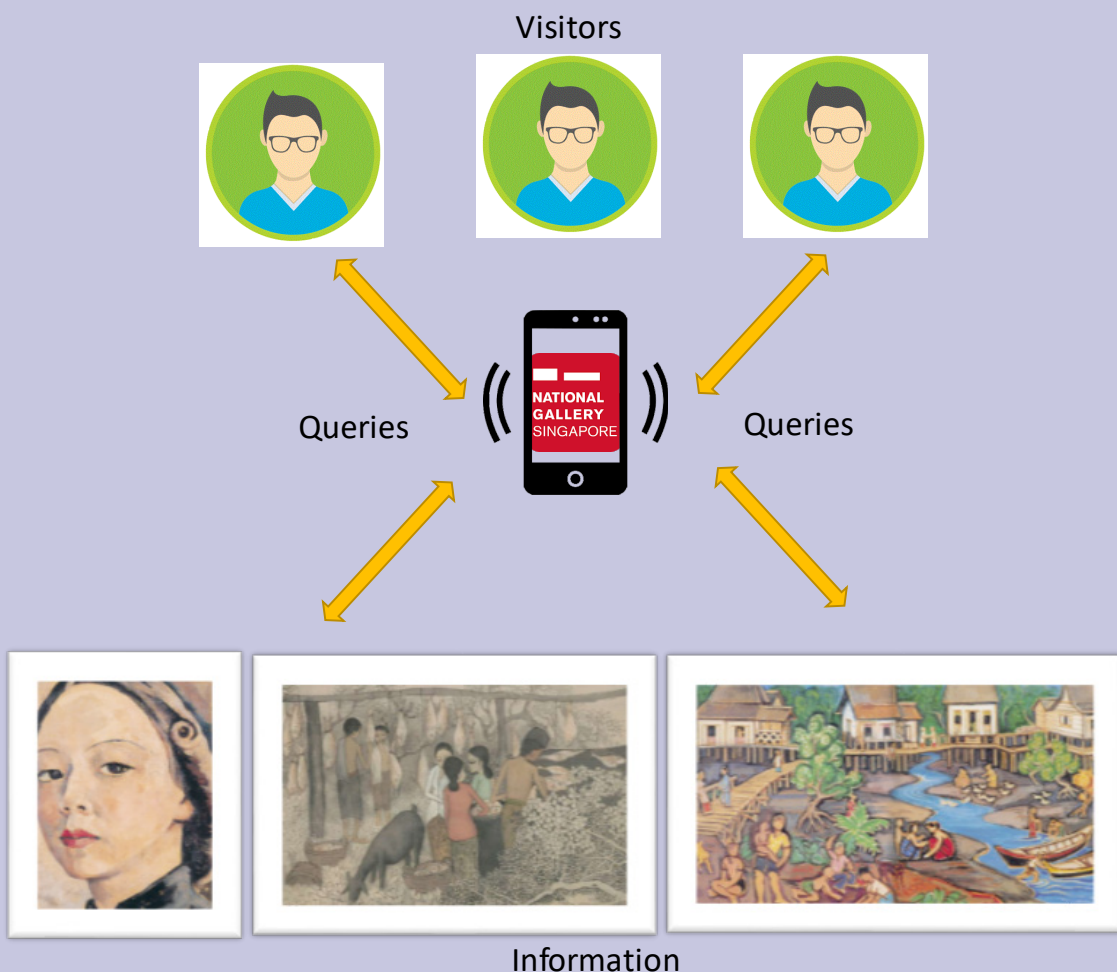 Visitors
Queries
NATIONAL
GALLERY
SINGAPORE
Queries
Information